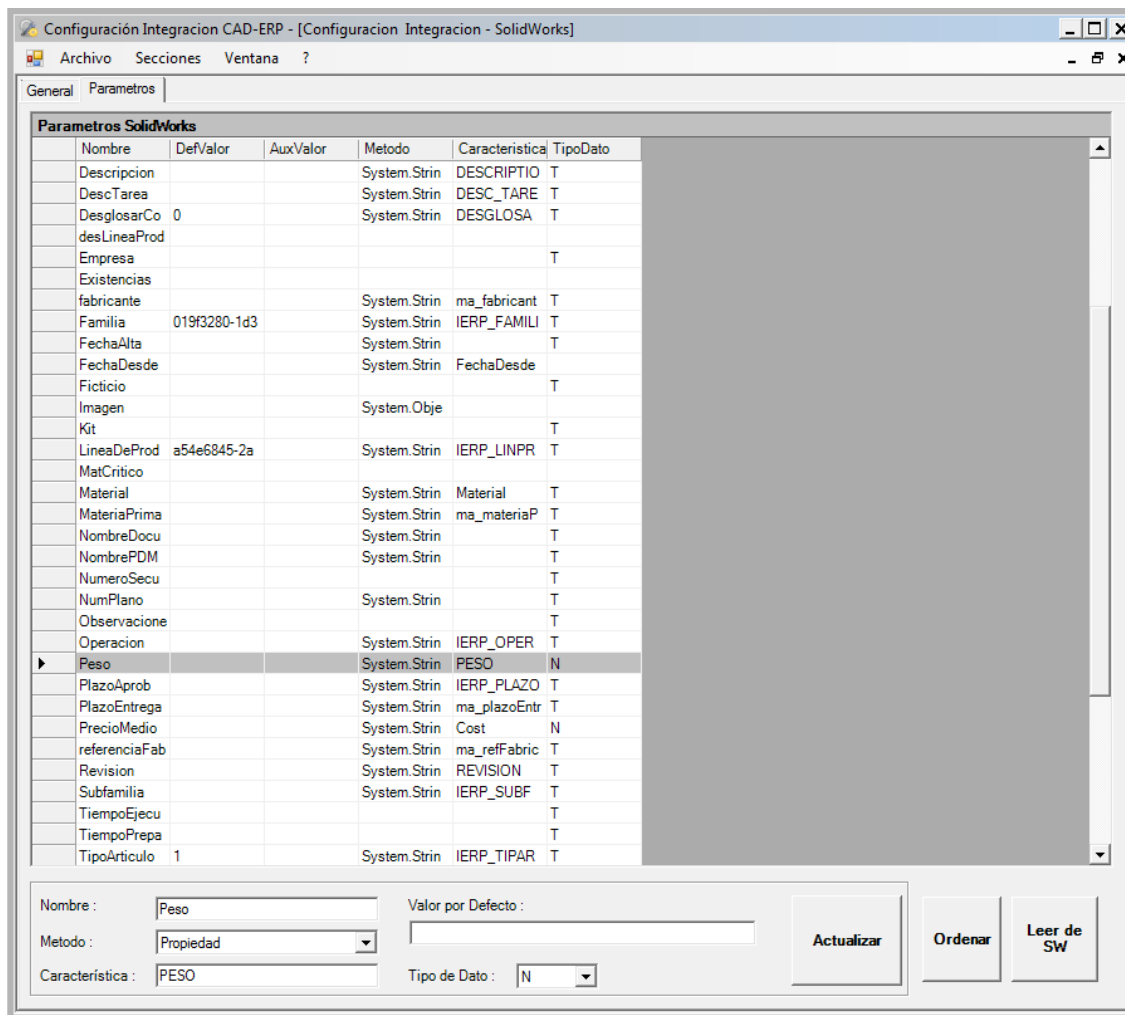 Configuración Integracion CAD-ERP - [Configuracion Integracion - SolidWorks]
Archivo Secciones Ventana ?
General Parametros
Parametros SolidWorks
Nombre DefValor AuxValor Metodo Caracteristica TipoDato
Descripcion System.Strin DESCRIPTIO T
DescTarea System.Strin DESC_TARE T
DesglosarCo 0 System.Strin DESGLOSA T
desLineaProd
Empresa T
Existencias
fabricante System.Strin ma_fabricant T
Familia 019f3280-1d3 System.Strin IERP_FAMILI T
FechaAlta System.Strin T
FechaDesde System.Strin FechaDesde
Ficticio T
Imagen System.Obje
Kit T
LineaDeProd a54e6845-2a System.Strin IERP_LINPR T
MatCritico
Material System.Strin Material T
MateriaPrima System.Strin ma_materiaP T
NombreDocu System.Strin T
NombrePDM System.Strin T
NumeroSecu T
NumPlano System.Strin T
Observacione T
Operacion System.Strin IERP_OPER T
Peso System.Strin PESO N
PlazoAprob System.Strin IERP_PLAZO T
PlazoEntrega System.Strin ma_plazoEntr T
PrecioMedio System.Strin Cost N
referenciaFab System.Strin ma_refFabric T
Revision System.Strin REVISION T
Subfamilia System.Strin IERP_SUBF T
TiempoEjecu T
TiempoPrepa T
TipoArticulo 1 System.Strin IERP_TIPAR T
Nombre : Peso Valor por Defecto :
Metodo : Propiedad
Característica : PESO Tipo de Dato : N
Actualizar Ordenar Leer de SW